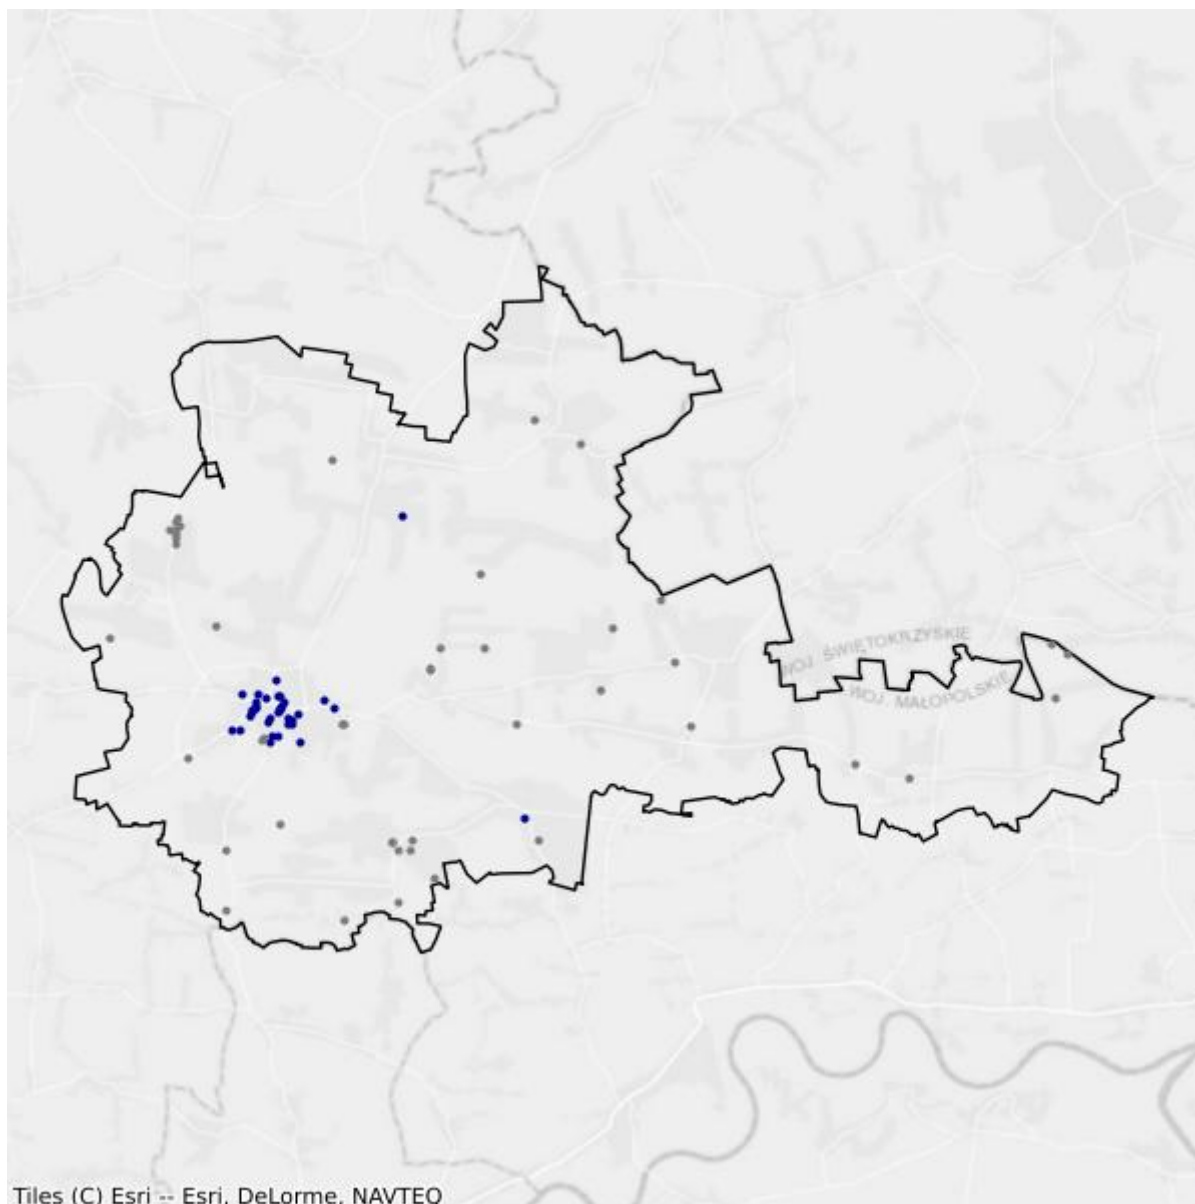 WOJ. ŚWIĘTOKRZYSKIE
WOJ. MAŁOPOLSKIE
Tiles (C) Esri -- Esri, DeLorme, NAVTEQ